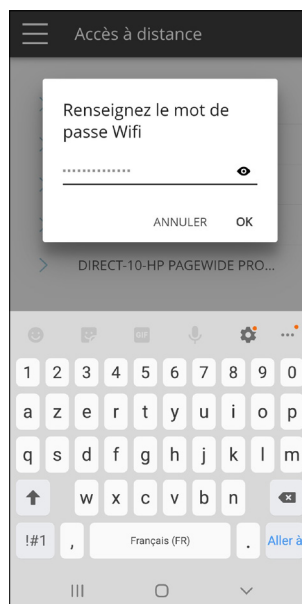 Accès à distance
Renseignez le mot de
passe Wifi
ANNULER OK
DIRECT-10-HP PAGEWIDE PRO...
GIF
1 2 3 4 5 6 7 8 9 0
a z e r t y u i o p
q s d f g h j k l m
w x c v b n
!#1 , Français (FR) . Aller à